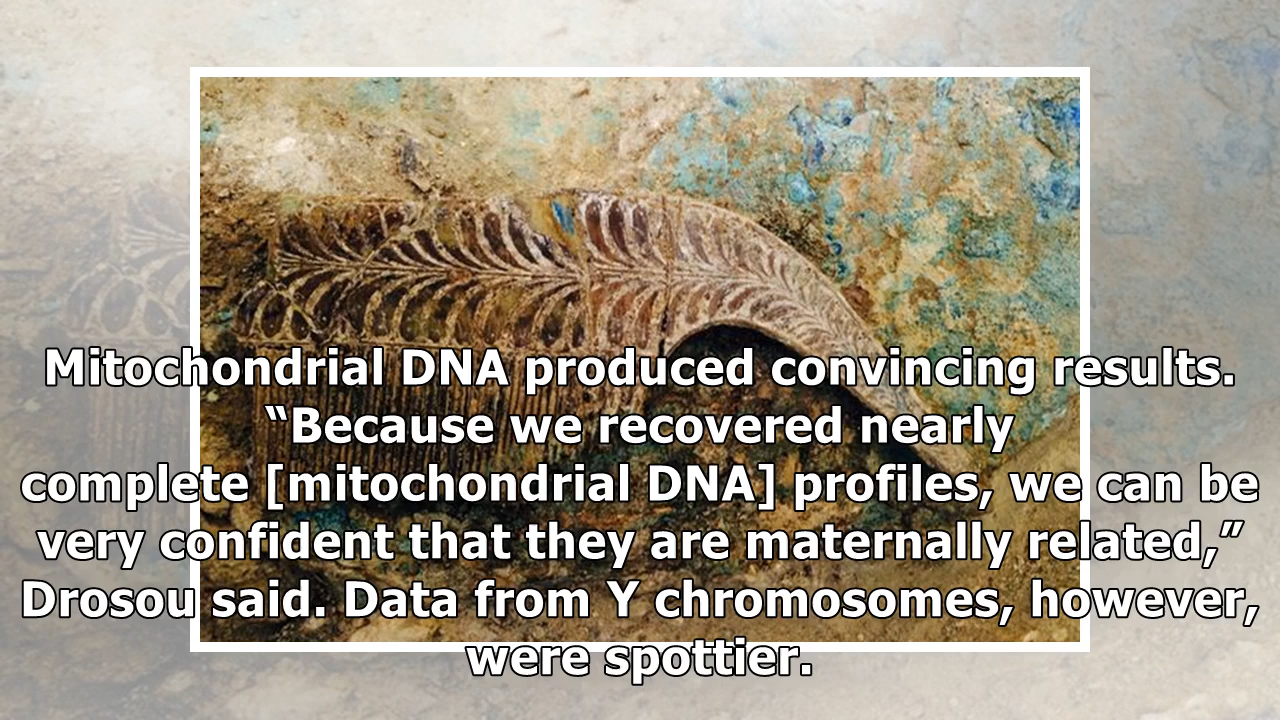 Mitochondrial DNA produced convincing results.
“Because we recovered nearly
complete [mitochondrial DNA] profiles, we can be
very confident that they are maternally related,”
Drosou said. Data from Y chromosomes, however,
were spottier.